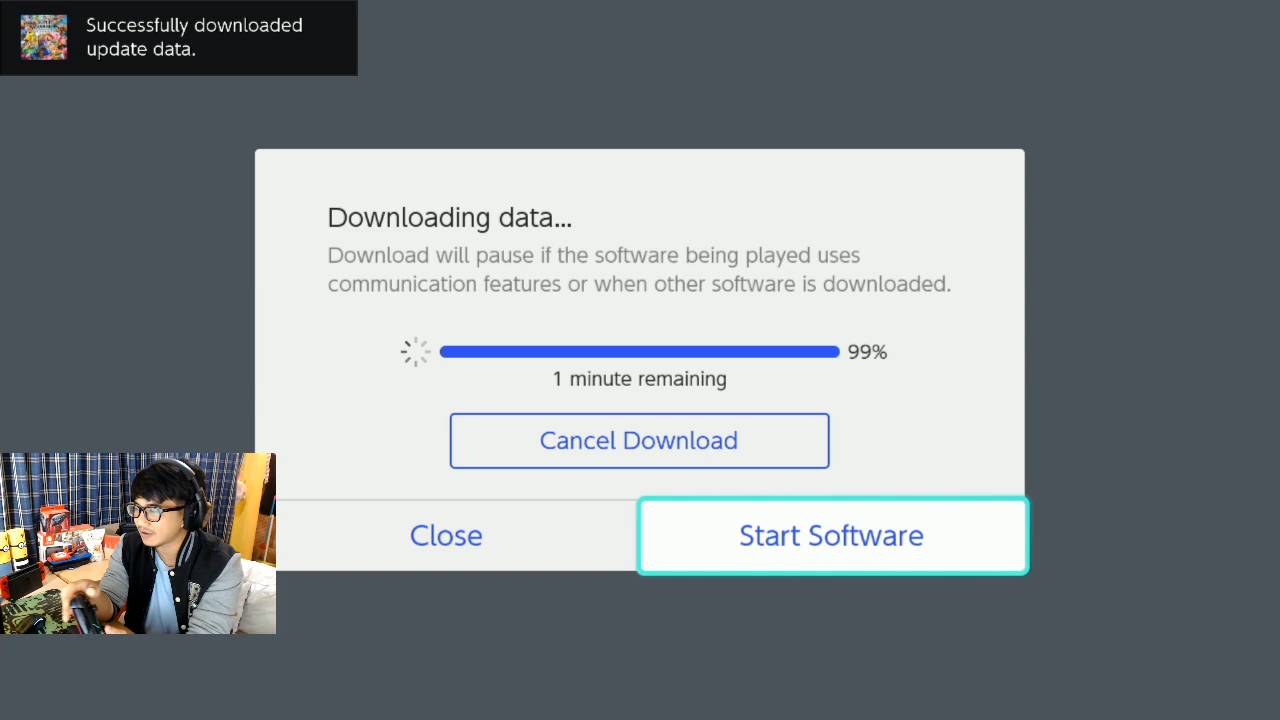 Successfully downloaded
update data.
Downloading data...
Download will pause if the software being played uses
communication features or when other software is downloaded.
99%
1 minute remaining
Cancel Download
Close
Start Software